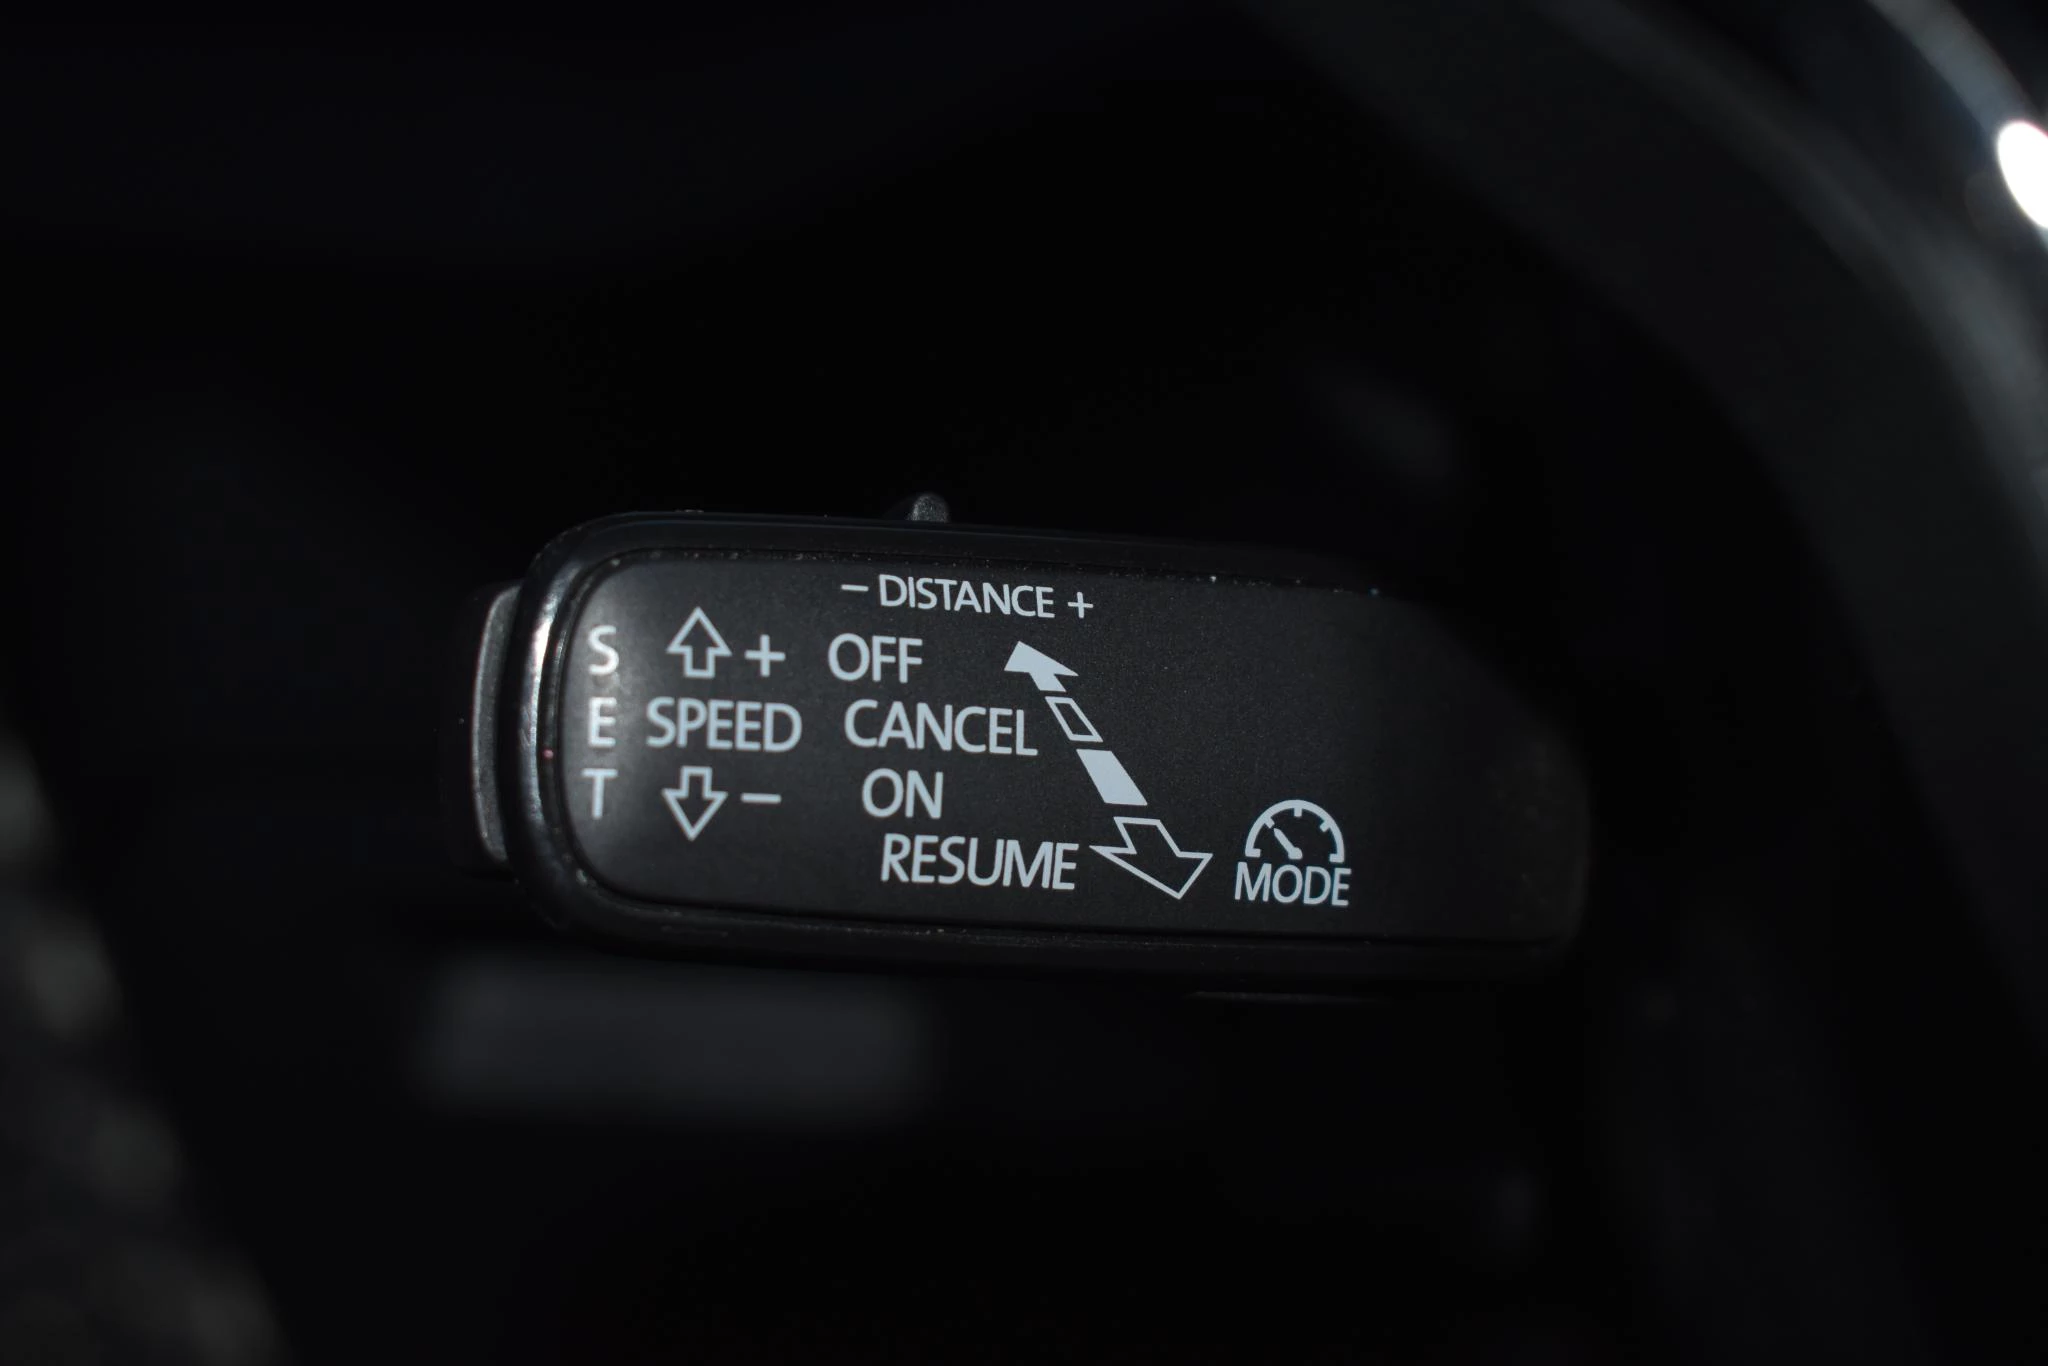 - DISTANCE +
S + OFF
E SPEED CANCEL
T - ON
RESUME
MODE